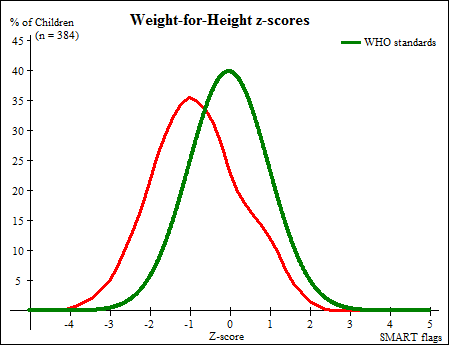 Weight-for-Height z-scores
% of Children
(n = 384)
WHO standards
45
40
35
30
25
20
15
10
5
-4 -3 -2 -1 0 1 2 3 4 5
Z-score
SMART flags